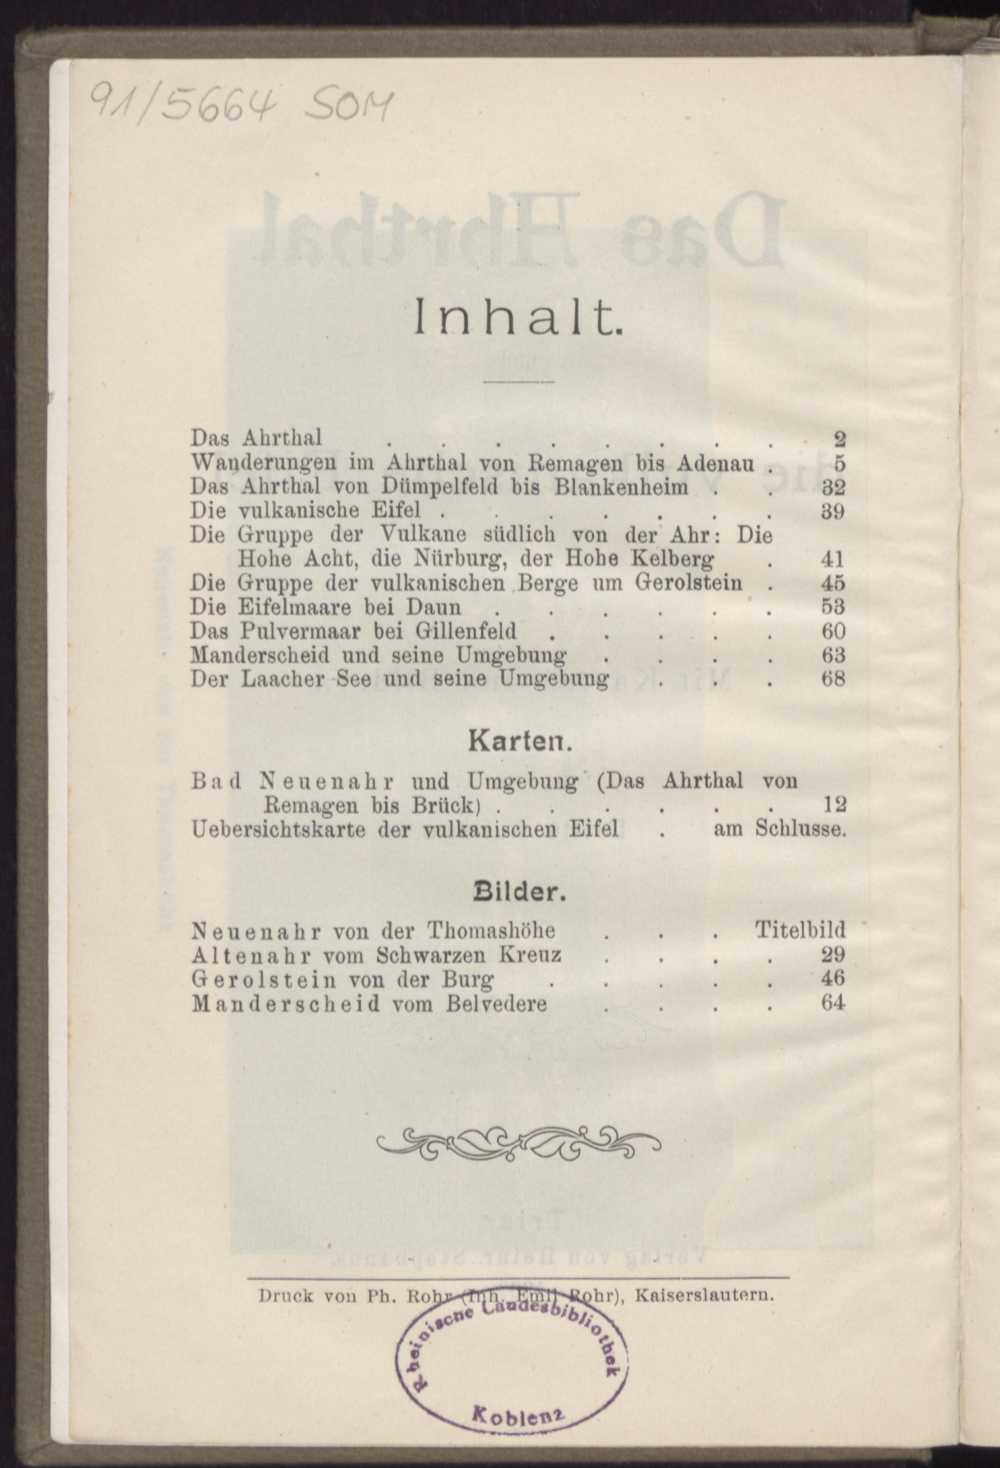 91/5664 SOM
Inhalt.
Das Ahrthal . . . . . . . . 2
Wanderungen im Ahrthal von Remagen bis Adenau . 5
Das Ahrthal von Dümpelfeld bis Blankenheim . . 32
Die vulkanische Eifel . . . . . . . 39
Die Gruppe der Vulkane südlich von der Ahr: Die
Hohe Acht, die Nürburg, der Hohe Kelberg . 41
Die Gruppe der vulkanischen Berge um Gerolstein . 45
Die Eifelmaare bei Daun . . . . . . 53
Das Pulvermaar bei Gillenfeld . . . . . 60
Manderscheid und seine Umgebung . . . . 63
Der Laacher See und seine Umgebung . . . 68
Karten.
Bad Neuenahr und Umgebung (Das Ahrthal von
Remagen bis Brück) . . . . . . 12
Uebersichtskarte der vulkanischen Eifel . am Schlusse.
Bilder.
Neuenahr von der Thomashöhe . . . Titelbild
Altenahr vom Schwarzen Kreuz . . . . 29
Gerolstein von der Burg . . . . . 46
Manderscheid vom Belvedere . . . . 64
Druck von Ph. Rohr (Inh. Emil Rohr), Kaiserslautern.
Rheinische Landesbibliothek
Koblenz